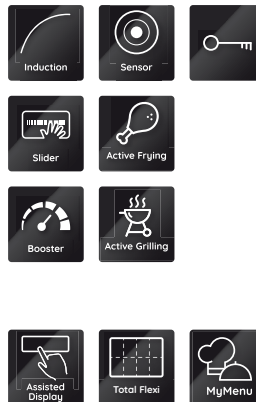 Induction
Sensor
Slider
Active Frying
Booster
Active Grilling
Assisted
Display
Total Flexi
MyMenu